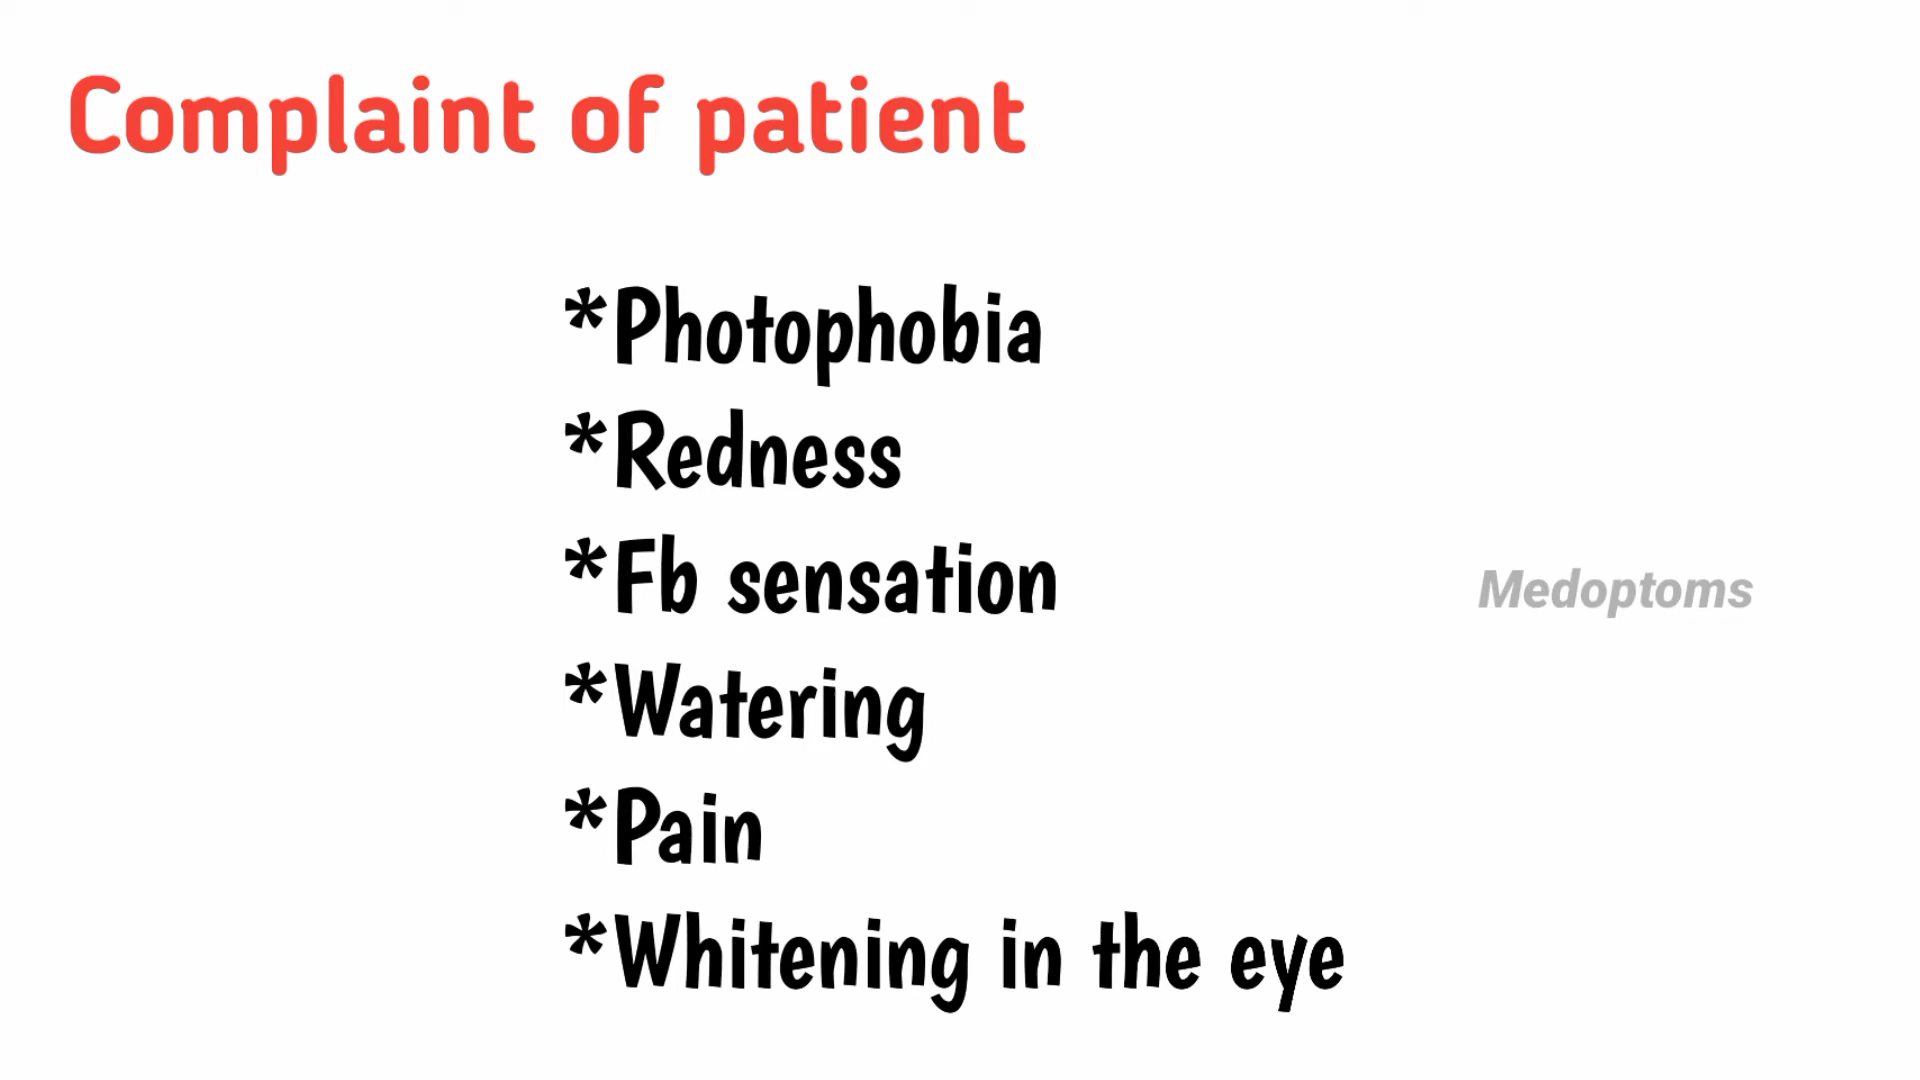 Complaint of patient
*Photophobia
*Redness
*Fb sensation
Medoptoms
*Watering
*Pain
*Whitening in the eye